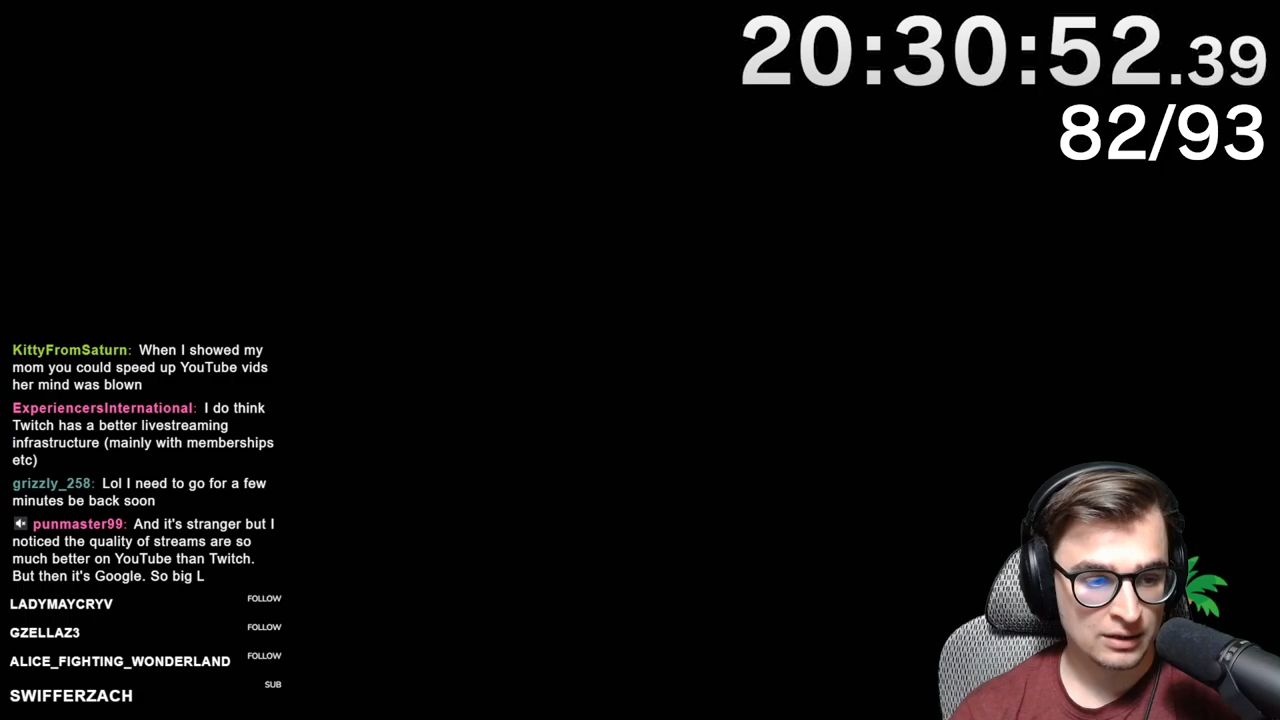 20:30:52.39
82/93
KittyFromSaturn: When I showed my
mom you could speed up YouTube vids
her mind was blown
ExperiencersInternational: I do think
Twitch has a better livestreaming
infrastructure (mainly with memberships
etc)
grizzly_258: Lol I need to go for a few
minutes be back soon
punmaster99: And it's stranger but I
noticed the quality of streams are so
much better on YouTube than Twitch.
But then it's Google. So big L
LADYMAYCRYV FOLLOW
GZELLAZ3 FOLLOW
ALICE_FIGHTING_WONDERLAND FOLLOW
SWIFFERZACH SUB